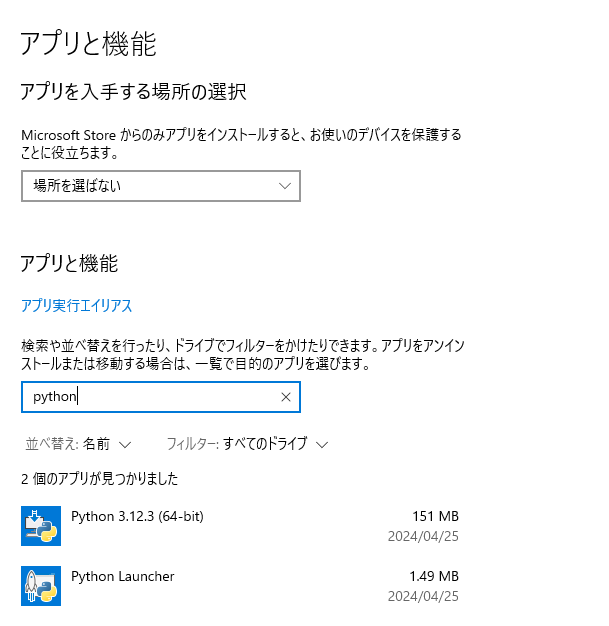 アプリと機能
アプリを入手する場所の選択
Microsoft Store からのみアプリをインストールすると、お使いのデバイスを保護する
ことに役立ちます。
場所を選ばない
アプリと機能
アプリ実行エイリアス
検索や並べ替えを行ったり、ドライブでフィルターをかけたりできます。アプリをアンイン
ストールまたは移動する場合は、一覧で目的のアプリを選びます。
python
並べ替え: 名前 フィルター: すべてのドライブ
2 個のアプリが見つかりました
Python 3.12.3 (64-bit) 151 MB
2024/04/25
Python Launcher 1.49 MB
2024/04/25